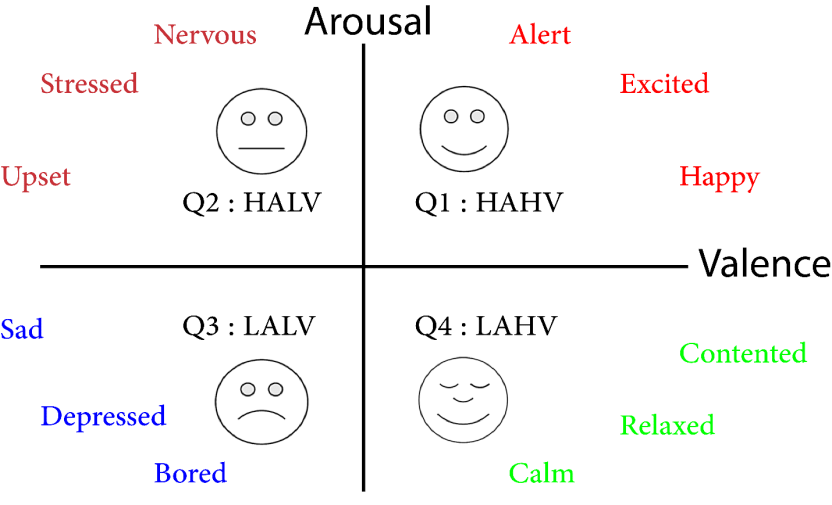 Nervous
Arousal
Alert
Stressed
Excited
Upset
Happy
Q2 : HALV
Q1 : HAHV
Valence
Sad
Q3 : LALV
Q4 : LAHV
Contented
Depressed
Relaxed
Bored
Calm